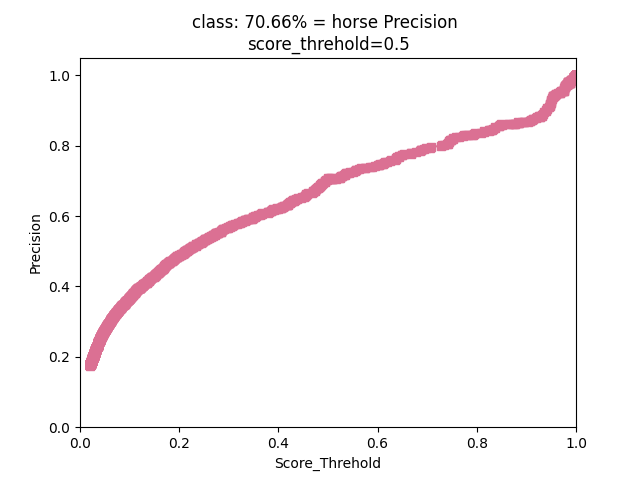 class: 70.66% = horse Precision
score_threhold=0.5
1.0
0.8
0.6
0.4
0.2
0.0
Precision
0.0 0.2 0.4 0.6 0.8 1.0
Score_Threhold